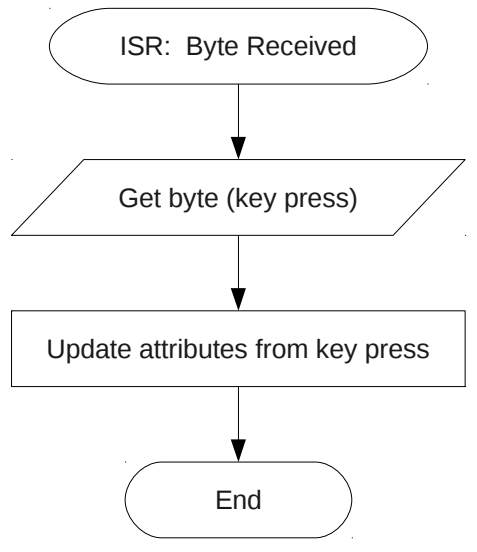 ISR:  Byte Received
Get byte (key press)
Update attributes from key press
End